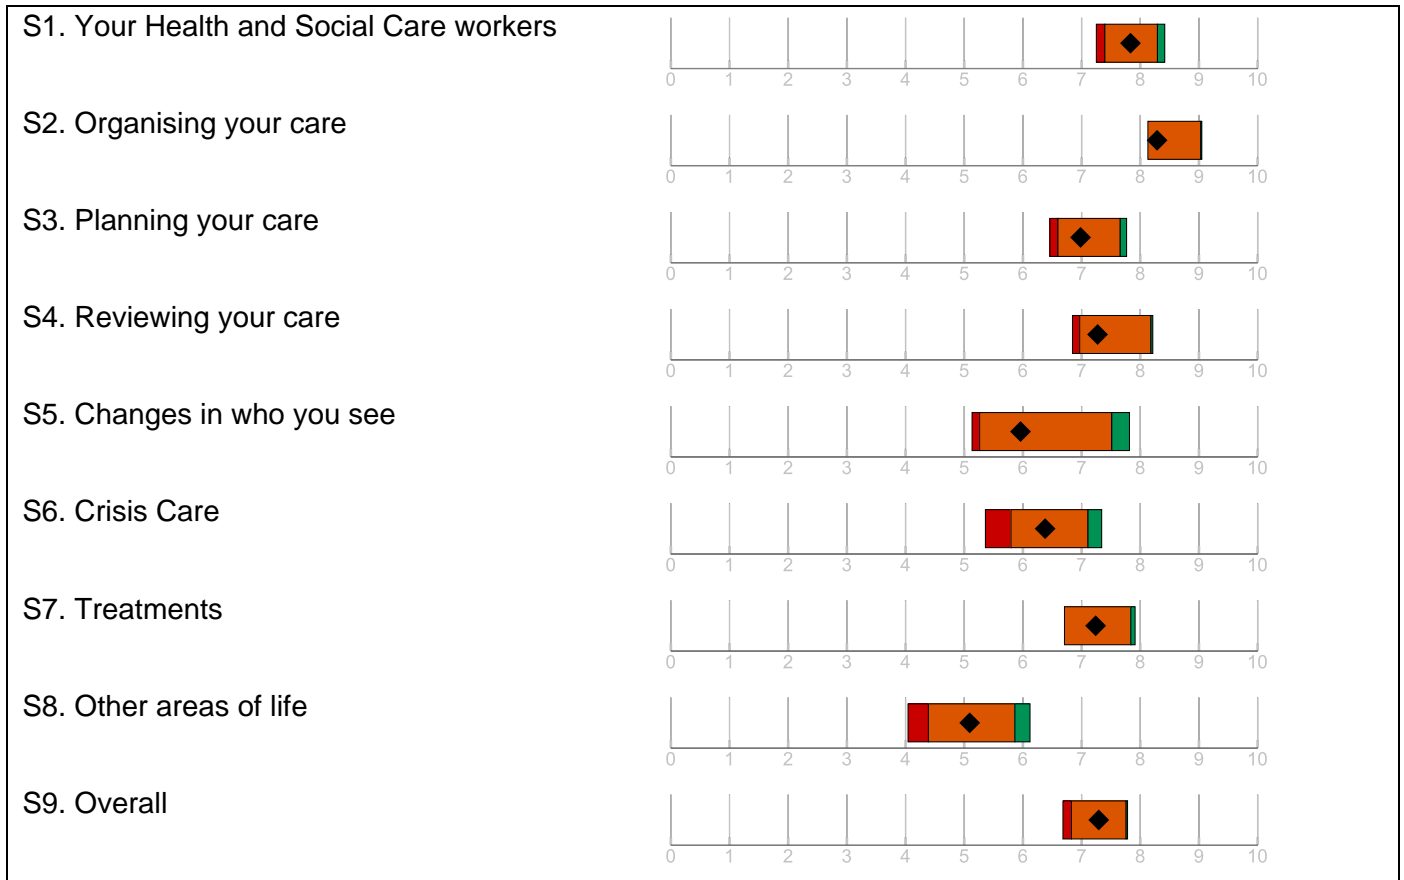 S1. Your Health and Social Care workers
0 1 2 3 4 5 6 7 8 9 10
S2. Organising your care
0 1 2 3 4 5 6 7 8 9 10
S3. Planning your care
0 1 2 3 4 5 6 7 8 9 10
S4. Reviewing your care
0 1 2 3 4 5 6 7 8 9 10
S5. Changes in who you see
0 1 2 3 4 5 6 7 8 9 10
S6. Crisis Care
0 1 2 3 4 5 6 7 8 9 10
S7. Treatments
0 1 2 3 4 5 6 7 8 9 10
S8. Other areas of life
0 1 2 3 4 5 6 7 8 9 10
S9. Overall
0 1 2 3 4 5 6 7 8 9 10